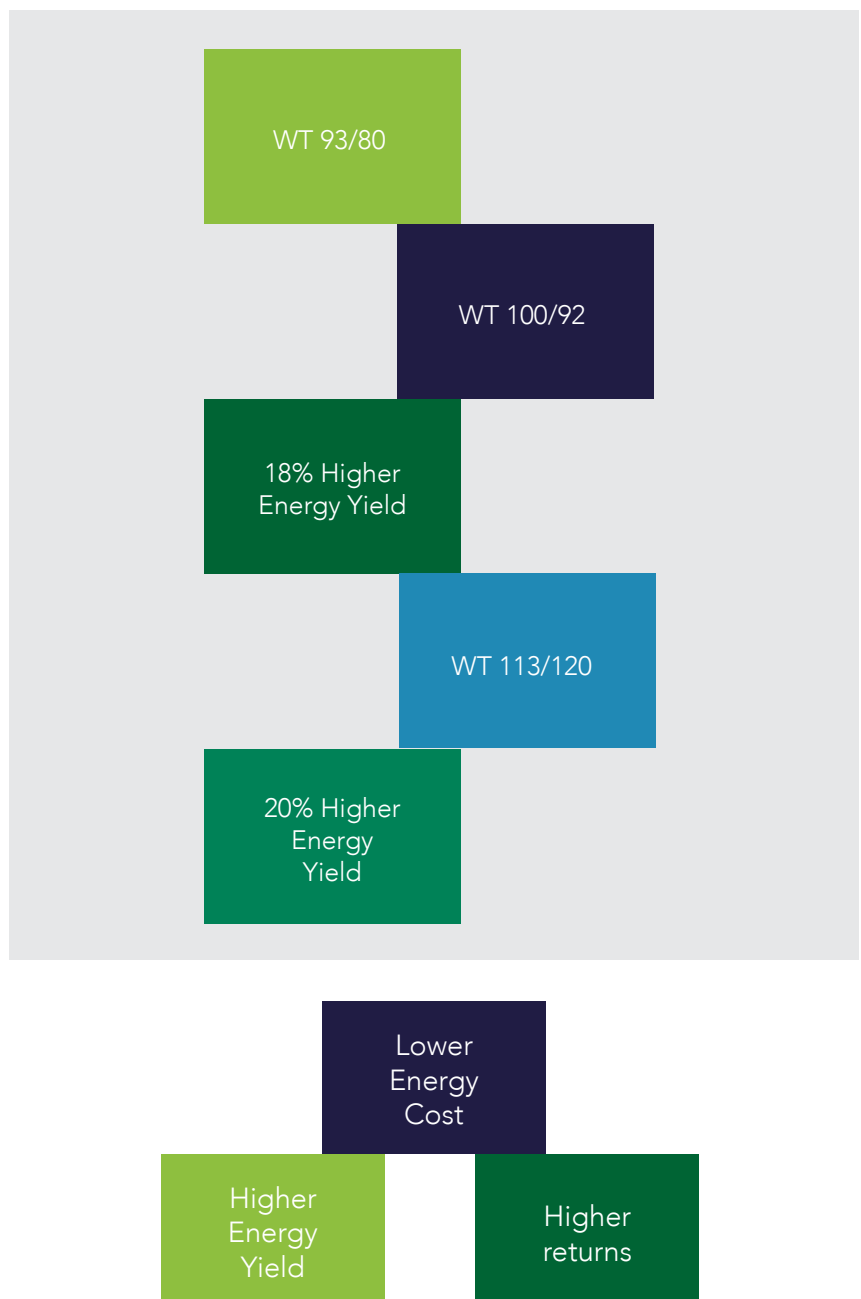 WT 93/80
WT 100/92
18% Higher
Energy Yield
WT 113/120
20% Higher
Energy
Yield
Lower
Energy
Cost
Higher
Energy
Yield
Higher
returns